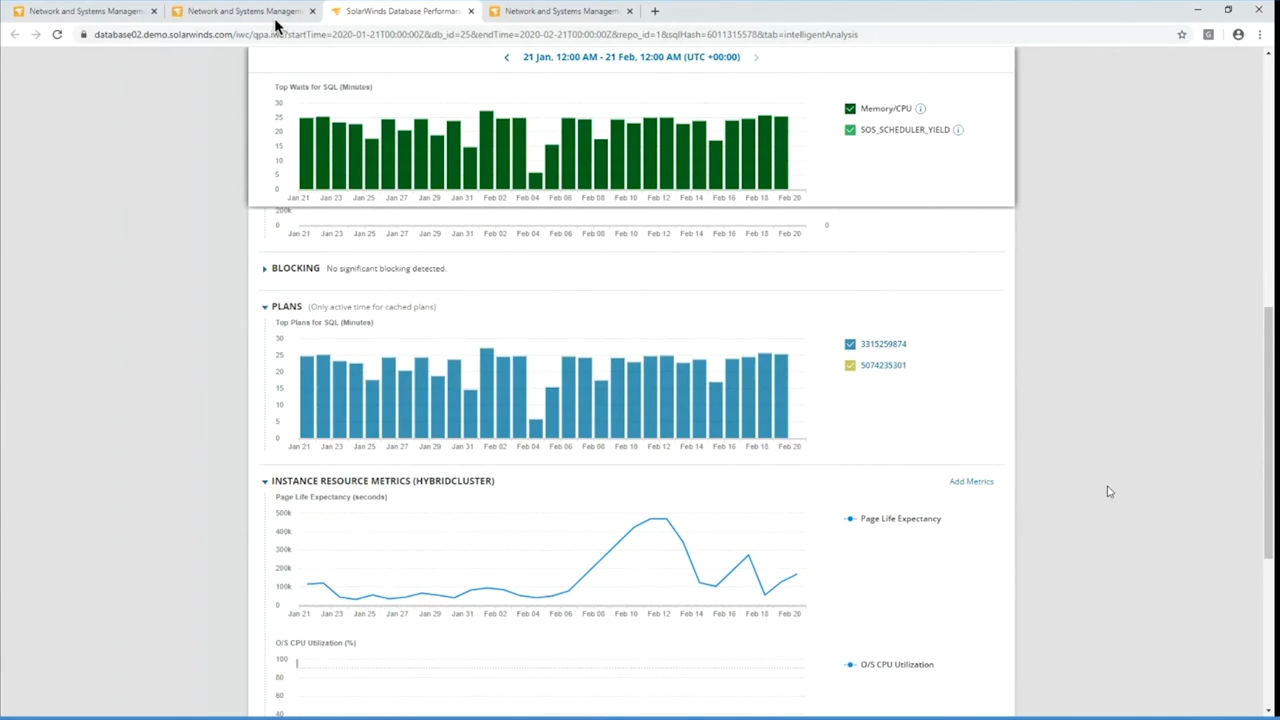 Network and Systems Managem
Network and Systems Manageme
SolarWinds Database Performan
Network and Systems Managem
database02.demo.solarwinds.com/iwc/qpa.iwc?startTime=2020-01-21T00:00:00Z&db_id=25&endTime=2020-02-21T00:00:00Z&repo_id=1&sqlHash=6011315578&tab=intelligentAnalysis
21 Jan, 12:00 AM - 21 Feb, 12:00 AM (UTC +00:00)
Top Waits for SQL (Minutes)
30
25
20
15
10
5
0
Jan 21 Jan 23 Jan 25 Jan 27 Jan 29 Jan 31 Feb 02 Feb 04 Feb 06 Feb 08 Feb 10 Feb 12 Feb 14 Feb 16 Feb 18 Feb 20
Memory/CPU
SOS_SCHEDULER_YIELD
200k
0
0
Jan 21 Jan 23 Jan 25 Jan 27 Jan 29 Jan 31 Feb 02 Feb 04 Feb 06 Feb 08 Feb 10 Feb 12 Feb 14 Feb 16 Feb 18 Feb 20
BLOCKING No significant blocking detected.
PLANS (Only active time for cached plans)
Top Plans for SQL (Minutes)
30
25
20
15
10
5
0
Jan 21 Jan 23 Jan 25 Jan 27 Jan 29 Jan 31 Feb 02 Feb 04 Feb 06 Feb 08 Feb 10 Feb 12 Feb 14 Feb 16 Feb 18 Feb 20
3315259874
5074235301
INSTANCE RESOURCE METRICS (HYBRIDCLUSTER)
Add Metrics
Page Life Expectancy (seconds)
500k
400k
300k
200k
100k
0
Jan 21 Jan 23 Jan 25 Jan 27 Jan 29 Jan 31 Feb 02 Feb 04 Feb 06 Feb 08 Feb 10 Feb 12 Feb 14 Feb 16 Feb 18 Feb 20
Page Life Expectancy
O/S CPU Utilization (%)
100
80
60
40
O/S CPU Utilization